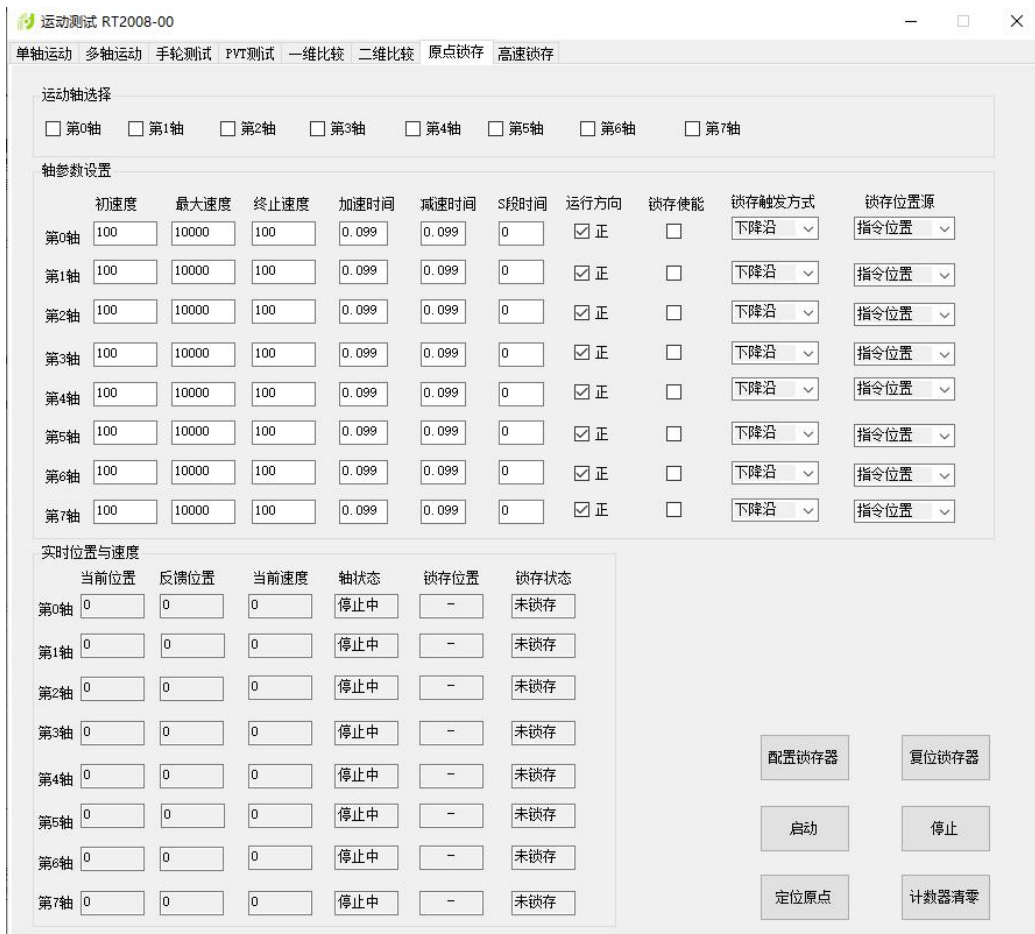 运动测试 RT2008-00
单轴运动 多轴运动 手轮测试 PVT测试 一维比较 二维比较 原点锁存 高速锁存
运动轴选择
第0轴 第1轴 第2轴 第3轴 第4轴 第5轴 第6轴 第7轴
轴参数设置
初速度 最大速度 终止速度 加速时间 减速时间 S段时间 运行方向 锁存使能 锁存触发方式 锁存位置源
第0轴 100 10000 100 0.099 0.099 0 正 下降沿 指令位置
第1轴 100 10000 100 0.099 0.099 0 正 下降沿 指令位置
第2轴 100 10000 100 0.099 0.099 0 正 下降沿 指令位置
第3轴 100 10000 100 0.099 0.099 0 正 下降沿 指令位置
第4轴 100 10000 100 0.099 0.099 0 正 下降沿 指令位置
第5轴 100 10000 100 0.099 0.099 0 正 下降沿 指令位置
第6轴 100 10000 100 0.099 0.099 0 正 下降沿 指令位置
第7轴 100 10000 100 0.099 0.099 0 正 下降沿 指令位置
实时位置与速度
当前位置 反馈位置 当前速度 轴状态 锁存位置 锁存状态
第0轴 0 0 0 停止中 - 未锁存
第1轴 0 0 0 停止中 - 未锁存
第2轴 0 0 0 停止中 - 未锁存
第3轴 0 0 0 停止中 - 未锁存
第4轴 0 0 0 停止中 - 未锁存
第5轴 0 0 0 停止中 - 未锁存
第6轴 0 0 0 停止中 - 未锁存
第7轴 0 0 0 停止中 - 未锁存
配置锁存器 复位锁存器
启动 停止
定位原点 计数器清零